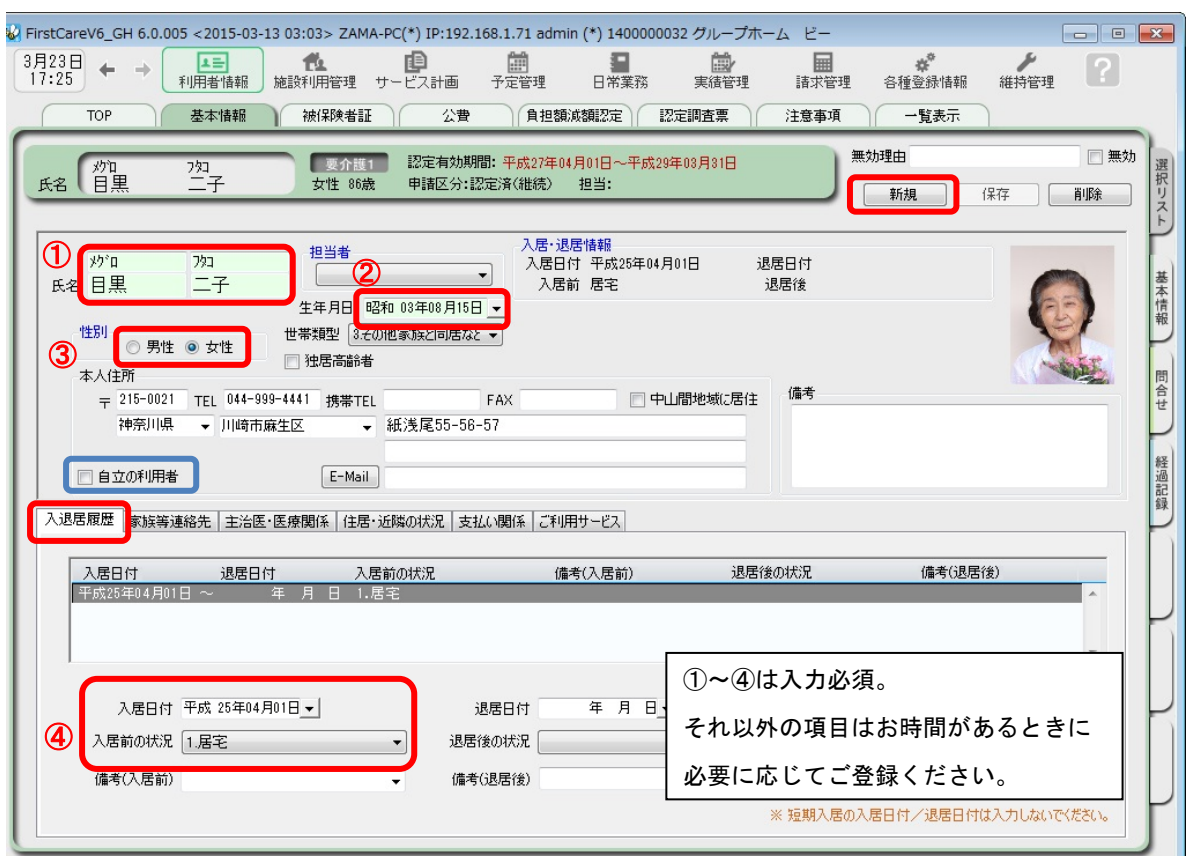 FirstCareV6_GH 6.0.005 <2015-03-13 03:03> ZAMA-PC(*) IP:192.168.1.71 admin (*) 1400000032 グループホーム ビー
3月23日
17:25
利用者情報 施設利用管理 サービス計画 予定管理 日常業務 実績管理 請求管理 各種登録情報 維持管理
TOP 基本情報 被保険者証 公費 負担額減額認定 認定調査票 注意事項 一覧表示
ﾒｸﾞﾛ ﾌﾀｺ
氏名 目黒 二子
要介護1
女性 86歳
認定有効期間: 平成27年04月01日～平成29年03月31日
申請区分:認定済(継続) 担当:
無効理由 無効
新規 保存 削除
選択リスト
基本情報
問合せ
経過記録
①
ﾒｸﾞﾛ ﾌﾀｺ
氏名 目黒 二子
担当者
②
生年月日 昭和 03年08月15日
入居・退居情報
入居日付 平成25年04月01日 退居日付
入居前 居宅 退居後
③
性別
男性 女性
世帯類型 3.その他家族と同居など
独居高齢者
本人住所
〒 215-0021 TEL 044-999-4441 携帯TEL FAX 中山間地域に居住
神奈川県 川崎市麻生区 紙浅尾55-56-57
備考
自立の利用者 E-Mail
入退居履歴 家族等連絡先 主治医・医療関係 住居・近隣の状況 支払い関係 ご利用サービス
入居日付 退居日付 入居前の状況 備考(入居前) 退居後の状況 備考(退居後)
平成25年04月01日 ～ 年 月 日 1.居宅
④
入居日付 平成 25年04月01日 退居日付 年 月 日
入居前の状況 1.居宅 退居後の状況
備考(入居前) 備考(退居後)
①～④は入力必須。
それ以外の項目はお時間があるときに
必要に応じてご登録ください。
※ 短期入居の入居日付／退居日付は入力しないでください。